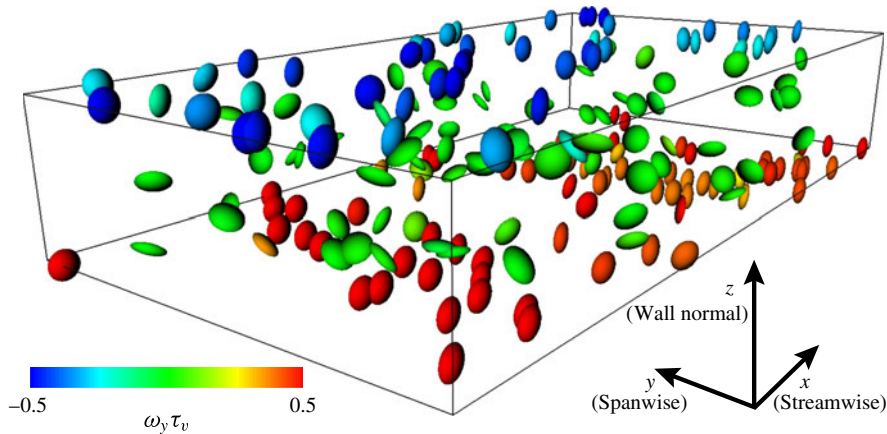 z
(Wall normal)
y
x
(Spanwise)
(Streamwise)
–0.5
0.5
ω_y τ_v